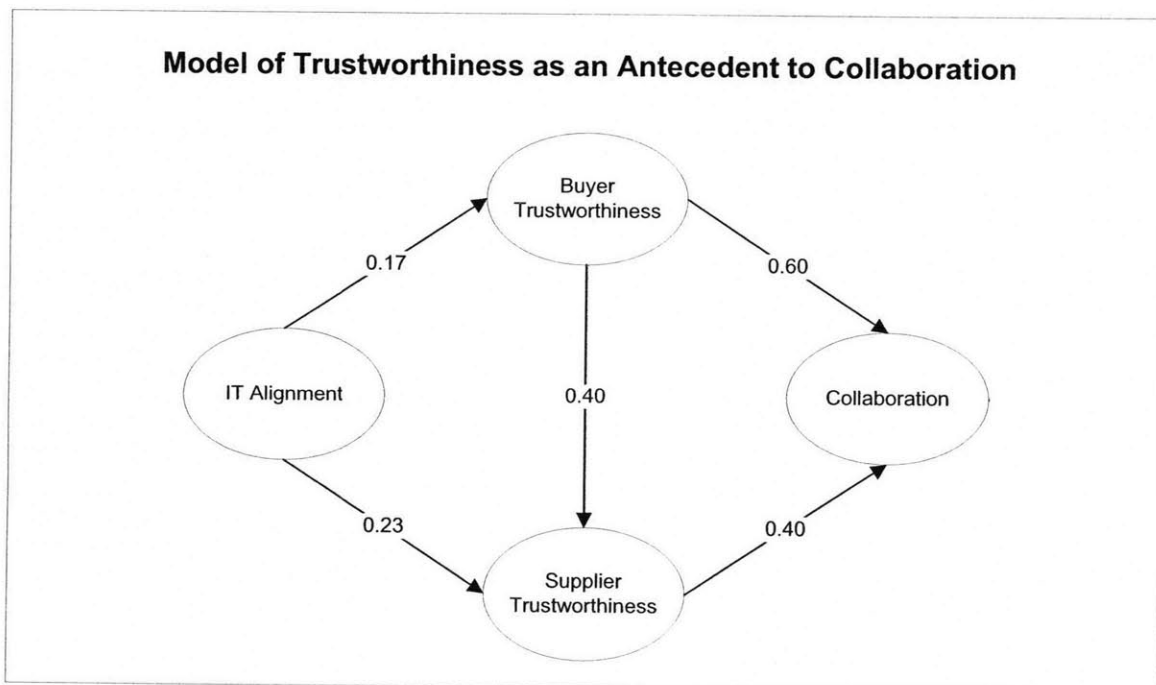 Model of Trustworthiness as an Antecedent to Collaboration
Buyer
Trustworthiness
0.17
0.60
IT Alignment
0.40
Collaboration
0.23
0.40
Supplier
Trustworthiness